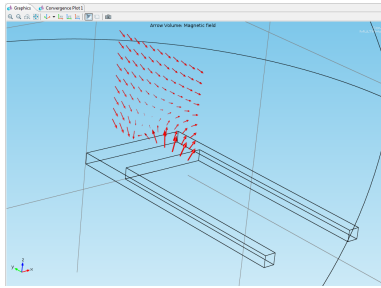 Graphics
Convergence Plot 1
Arrow Volume: Magnetic field
z
y
x